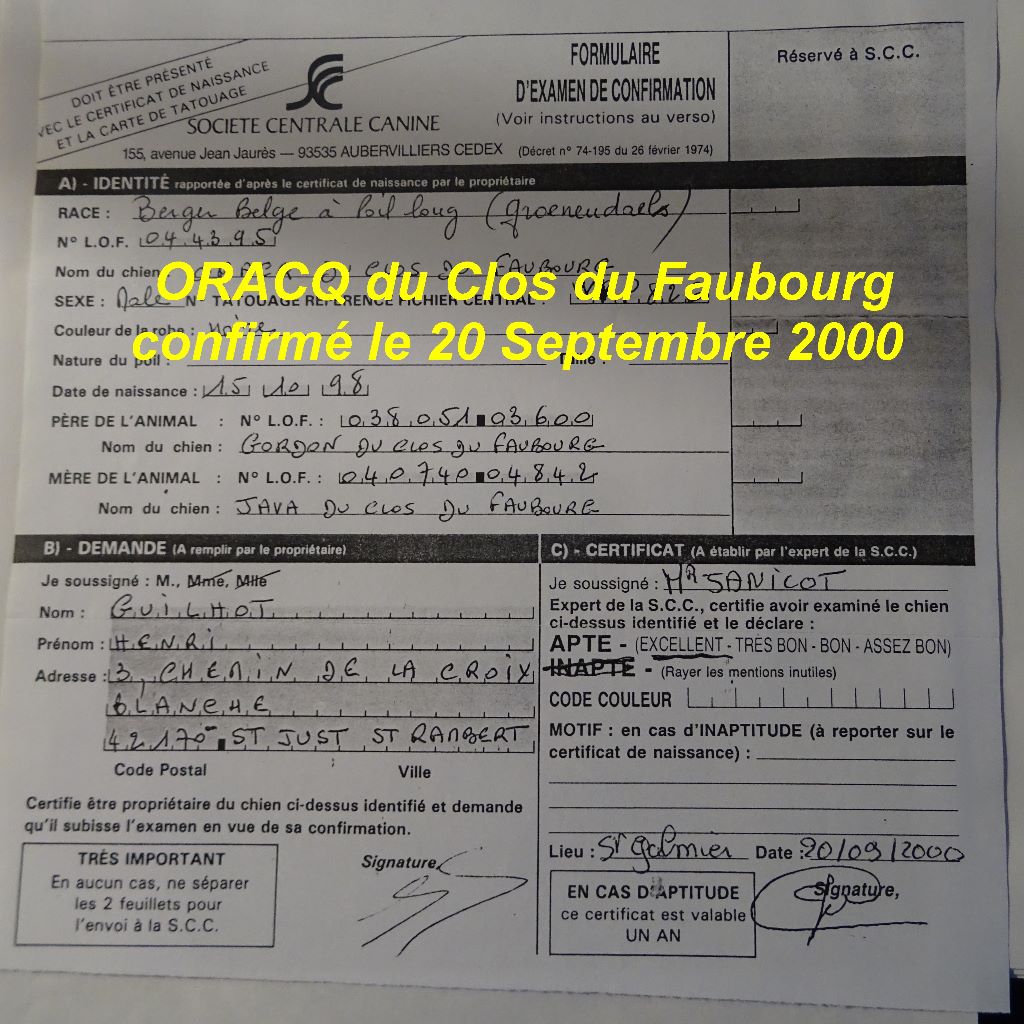 DOIT ÊTRE PRÉSENTÉ
AVEC LE CERTIFICAT DE NAISSANCE
ET LA CARTE DE TATOUAGE
SOCIETE CENTRALE CANINE
155, avenue Jean Jaurès — 93535 AUBERVILLIERS CEDEX (Décret n° 74-195 du 26 février 1974)
FORMULAIRE
D'EXAMEN DE CONFIRMATION
(Voir instructions au verso)
Réservé à S.C.C.
A) - IDENTITÉ rapportée d'après le certificat de naissance par le propriétaire
RACE : Berger Belge à Poil long (groenendaels)
N° L.O.F. 044395
Nom du chien DU CLOS DU FAUBOURG
ORACQ du Clos du Faubourg
SEXE : Male N° TATOUAGE RÉFÉRENCE FICHIER CENTRAL :
Couleur de la robe : noire
confirmé le 20 Septembre 2000
Nature du poil : Taille :
Date de naissance : 15 10 98
PÈRE DE L'ANIMAL : N° L.O.F. : 038051 03600
Nom du chien : GORDON DU CLOS DU FAUBOURG
MÈRE DE L'ANIMAL : N° L.O.F. : 040740 04842
Nom du chien : JAVA DU CLOS DU FAUBOURG
B) - DEMANDE (A remplir par le propriétaire)
Je soussigné : M., Mme, Mlle
Nom : GUILHOT
Prénom : HENRI
Adresse : 3, CHEMIN DE LA CROIX
BLANCHE
42170 ST JUST ST RAMBERT
Code Postal Ville
Certifie être propriétaire du chien ci-dessus identifié et demande
qu'il subisse l'examen en vue de sa confirmation.
TRÈS IMPORTANT
En aucun cas, ne séparer
les 2 feuillets pour
l'envoi à la S.C.C.
Signature,
C) - CERTIFICAT (A établir par l'expert de la S.C.C.)
Je soussigné : Mr SANICOT
Expert de la S.C.C., certifie avoir examiné le chien
ci-dessus identifié et le déclare :
APTE - (EXCELLENT - TRÈS BON - BON - ASSEZ BON)
INAPTE - (Rayer les mentions inutiles)
CODE COULEUR
MOTIF : en cas d'INAPTITUDE (à reporter sur le
certificat de naissance) :
Lieu : St Galmier Date : 20/09/2000
EN CAS D'APTITUDE
ce certificat est valable
UN AN
Signature,